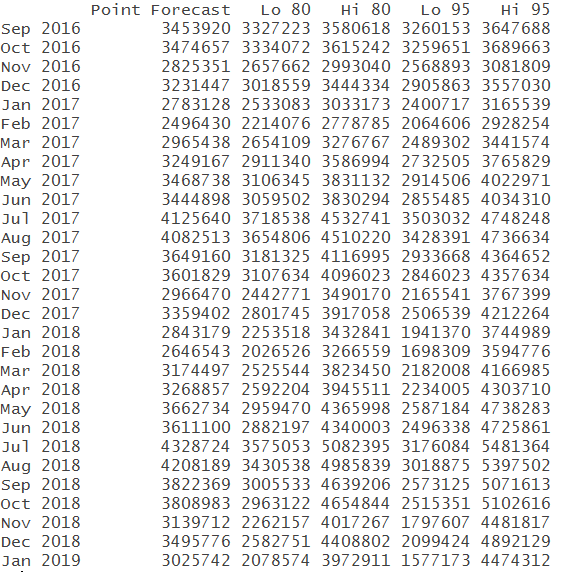 Point Forecast Lo 80 Hi 80 Lo 95 Hi 95
Sep 2016 3453920 3327223 3580618 3260153 3647688
Oct 2016 3474657 3334072 3615242 3259651 3689663
Nov 2016 2825351 2657662 2993040 2568893 3081809
Dec 2016 3231447 3018559 3444334 2905863 3557030
Jan 2017 2783128 2533083 3033173 2400717 3165539
Feb 2017 2496430 2214076 2778785 2064606 2928254
Mar 2017 2965438 2654109 3276767 2489302 3441574
Apr 2017 3249167 2911340 3586994 2732505 3765829
May 2017 3468738 3106345 3831132 2914506 4022971
Jun 2017 3444898 3059502 3830294 2855485 4034310
Jul 2017 4125640 3718538 4532741 3503032 4748248
Aug 2017 4082513 3654806 4510220 3428391 4736634
Sep 2017 3649160 3181325 4116995 2933668 4364652
Oct 2017 3601829 3107634 4096023 2846023 4357634
Nov 2017 2966470 2442771 3490170 2165541 3767399
Dec 2017 3359402 2801745 3917058 2506539 4212264
Jan 2018 2843179 2253518 3432841 1941370 3744989
Feb 2018 2646543 2026526 3266559 1698309 3594776
Mar 2018 3174497 2525544 3823450 2182008 4166985
Apr 2018 3268857 2592204 3945511 2234005 4303710
May 2018 3662734 2959470 4365998 2587184 4738283
Jun 2018 3611100 2882197 4340003 2496338 4725861
Jul 2018 4328724 3575053 5082395 3176084 5481364
Aug 2018 4208189 3430538 4985839 3018875 5397502
Sep 2018 3822369 3005533 4639206 2573125 5071613
Oct 2018 3808983 2963122 4654844 2515351 5102616
Nov 2018 3139712 2262157 4017267 1797607 4481817
Dec 2018 3495776 2582751 4408802 2099424 4892129
Jan 2019 3025742 2078574 3972911 1577173 4474312